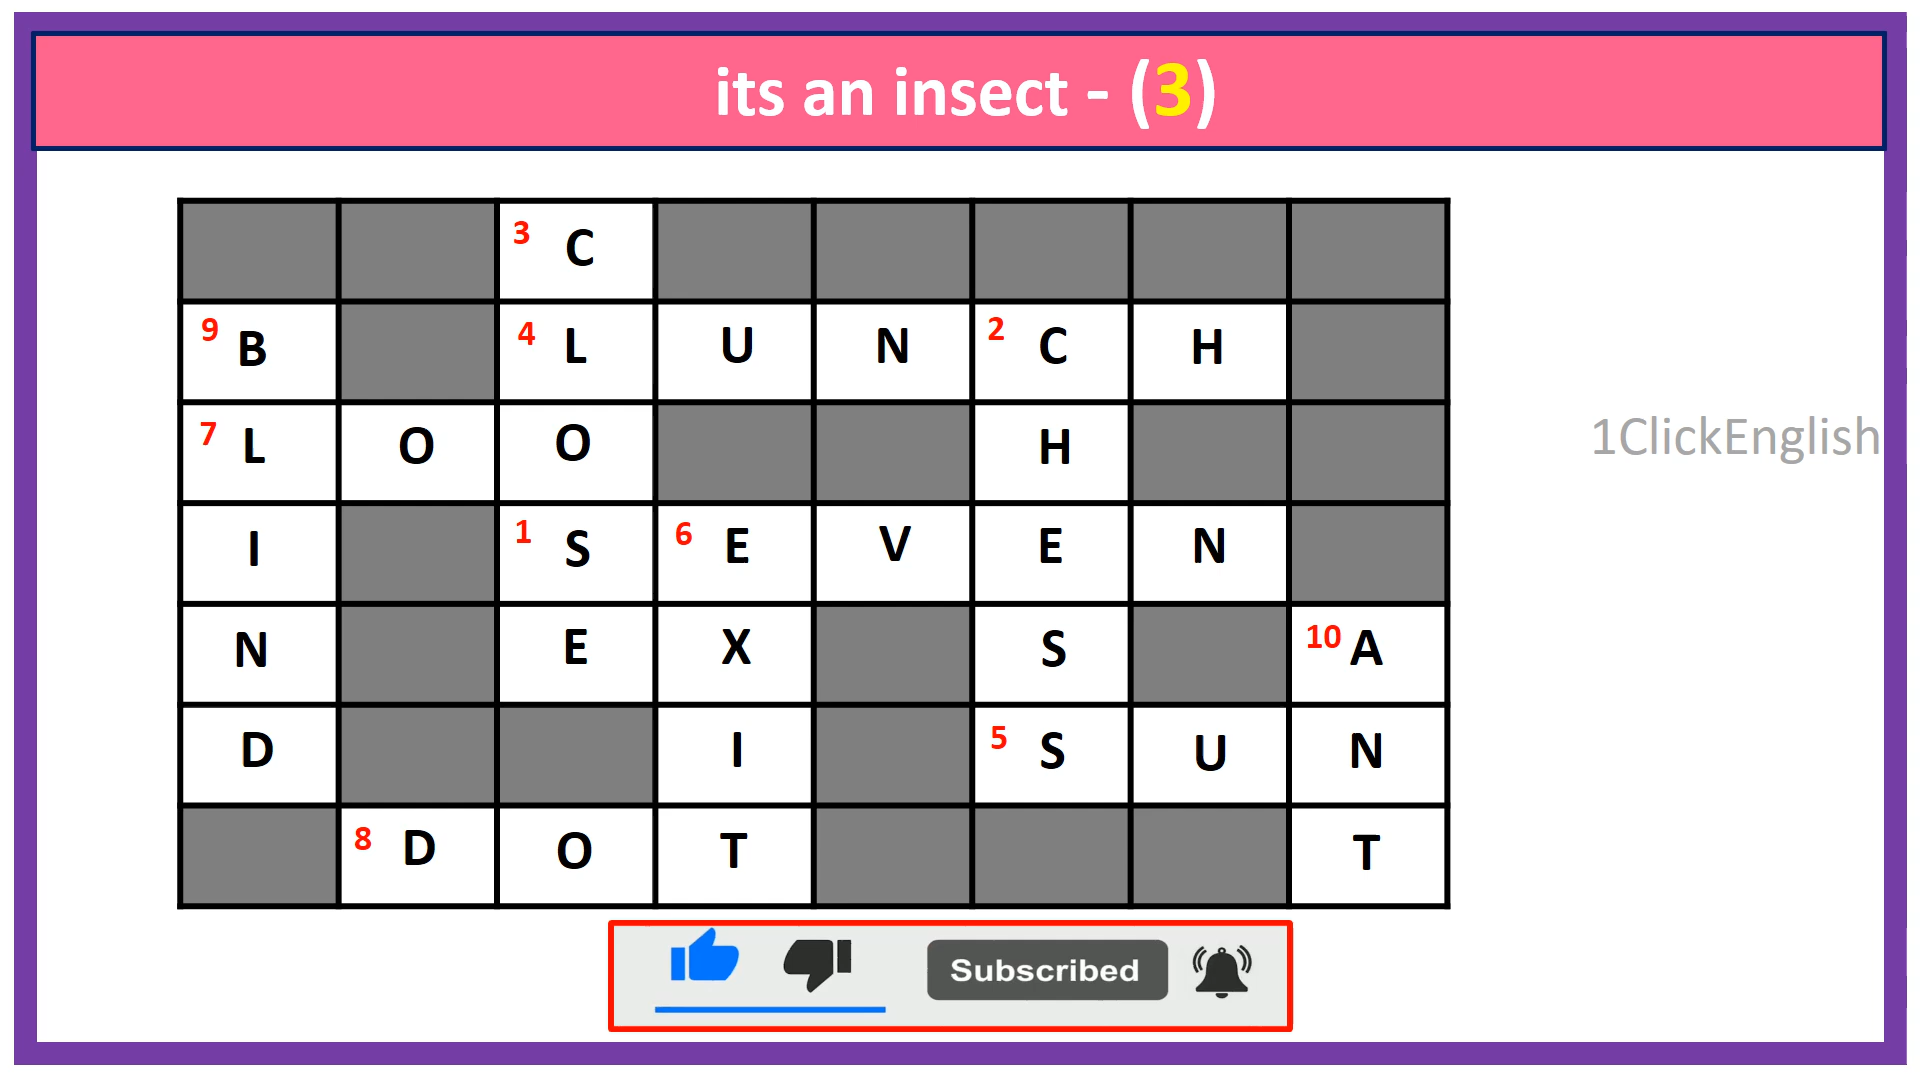 its an insect - (3)
3 C
9 B 4 L U N 2 C H
7 L O O H
1ClickEnglish
I 1 S 6 E V E N
N E X S 10 A
D I 5 S U N
8 D O T T
Subscribed